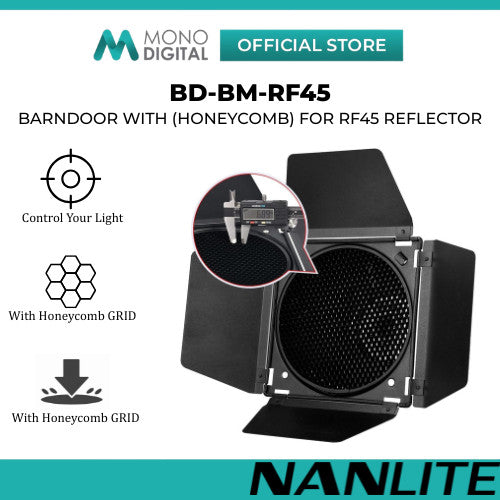 MONO
DIGITAL
OFFICIAL STORE
BD-BM-RF45
BARNDOOR WITH (HONEYCOMB) FOR RF45 REFLECTOR
Control Your Light
With Honeycomb GRID
With Honeycomb GRID
NANLITE